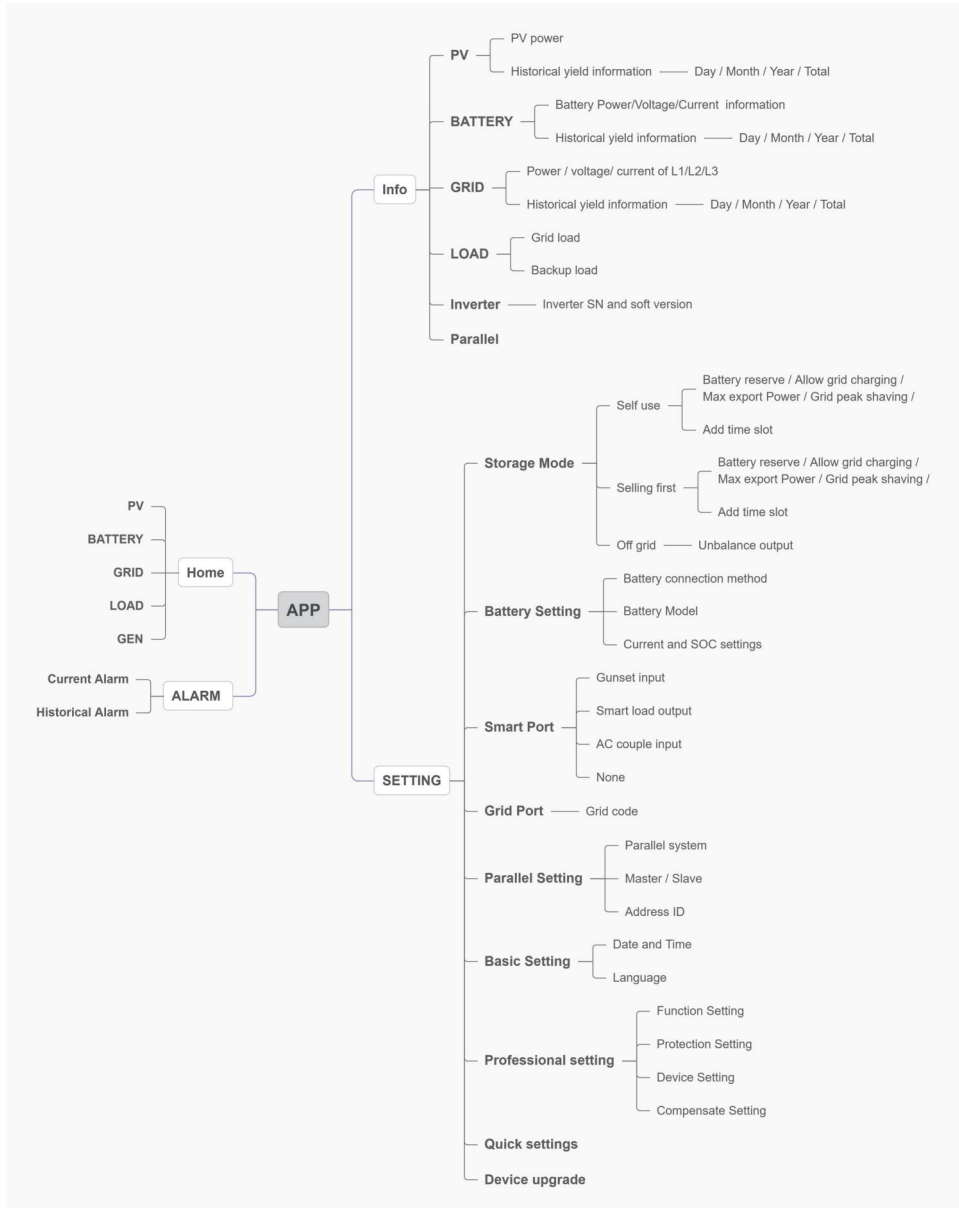 APP
Home
PV
BATTERY
GRID
LOAD
GEN
ALARM
Current Alarm
Historical Alarm
Info
PV
PV power
Historical yield information
Day / Month / Year / Total
BATTERY
Battery Power/Voltage/Current information
Historical yield information
Day / Month / Year / Total
GRID
Power / voltage/ current of L1/L2/L3
Historical yield information
Day / Month / Year / Total
LOAD
Grid load
Backup load
Inverter
Inverter SN and soft version
Parallel
SETTING
Storage Mode
Self use
Battery reserve / Allow grid charging /
Max export Power / Grid peak shaving /
Add time slot
Selling first
Battery reserve / Allow grid charging /
Max export Power / Grid peak shaving /
Add time slot
Off grid
Unbalance output
Battery Setting
Battery connection method
Battery Model
Current and SOC settings
Smart Port
Gunset input
Smart load output
AC couple input
None
Grid Port
Grid code
Parallel Setting
Parallel system
Master / Slave
Address ID
Basic Setting
Date and Time
Language
Professional setting
Function Setting
Protection Setting
Device Setting
Compensate Setting
Quick settings
Device upgrade